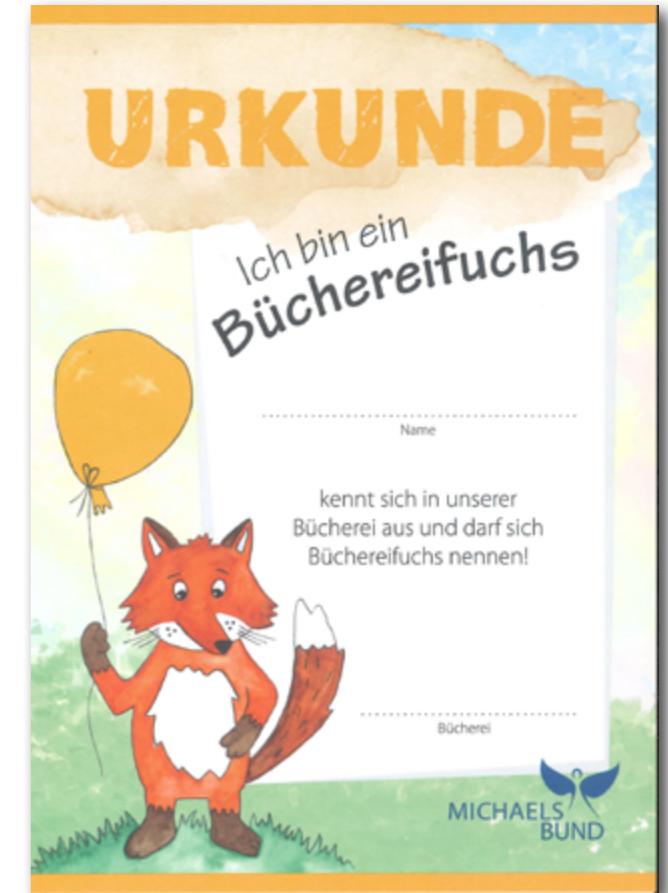 URKUNDE
Ich bin ein
Büchereifuchs
Name
kennt sich in unserer
Bücherei aus und darf sich
Büchereifuchs nennen!
Bücherei
MICHAELS
BUND